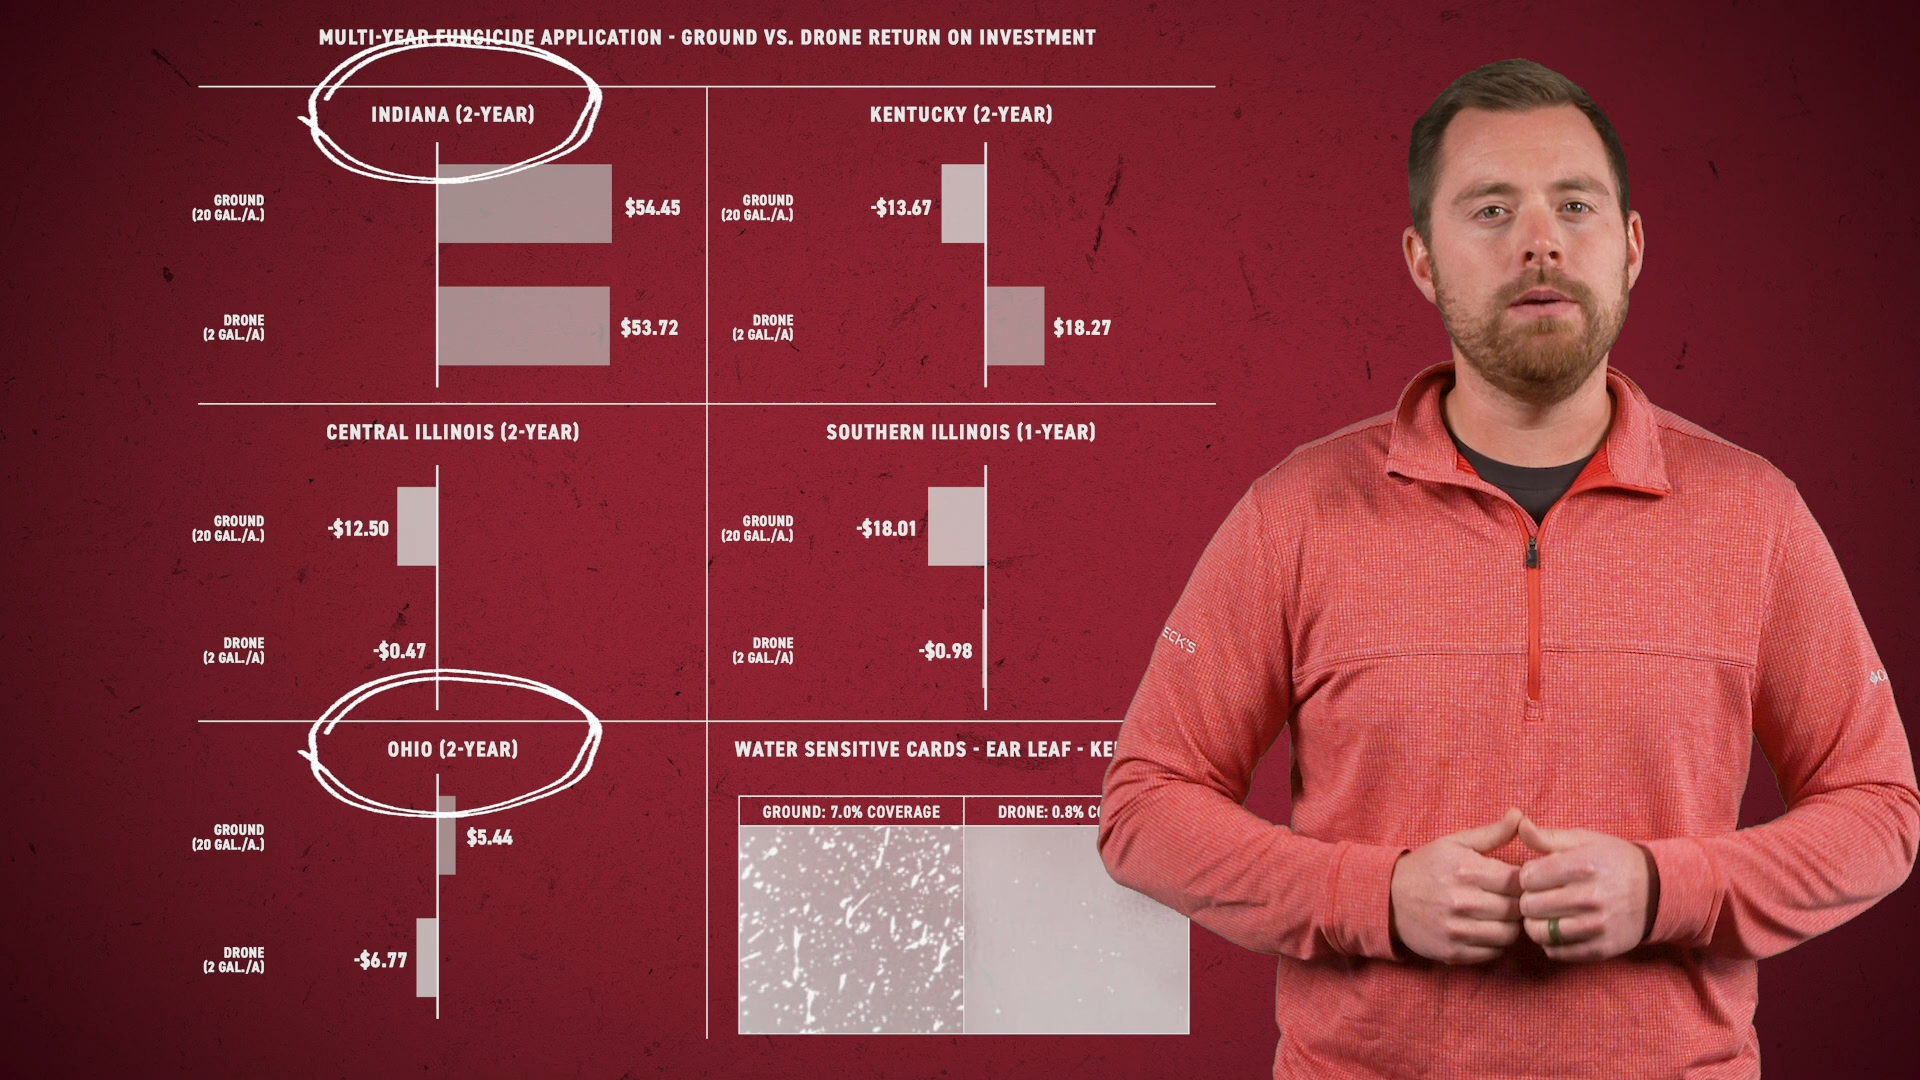 MULTI-YEAR FUNGICIDE APPLICATION - GROUND VS. DRONE RETURN ON INVESTMENT
INDIANA (2-YEAR)
GROUND
(20 GAL./A.)
$54.45
DRONE
(2 GAL./A)
$53.72
KENTUCKY (2-YEAR)
GROUND
(20 GAL./A.)
-$13.67
DRONE
(2 GAL./A)
$18.27
CENTRAL ILLINOIS (2-YEAR)
GROUND
(20 GAL./A.)
-$12.50
DRONE
(2 GAL./A)
-$0.47
SOUTHERN ILLINOIS (1-YEAR)
GROUND
(20 GAL./A.)
-$18.01
DRONE
(2 GAL./A)
-$0.98
OHIO (2-YEAR)
GROUND
(20 GAL./A.)
$5.44
DRONE
(2 GAL./A)
-$6.77
WATER SENSITIVE CARDS - EAR LEAF -
GROUND: 7.0% COVERAGE
DRONE: 0.8%
ECK'S